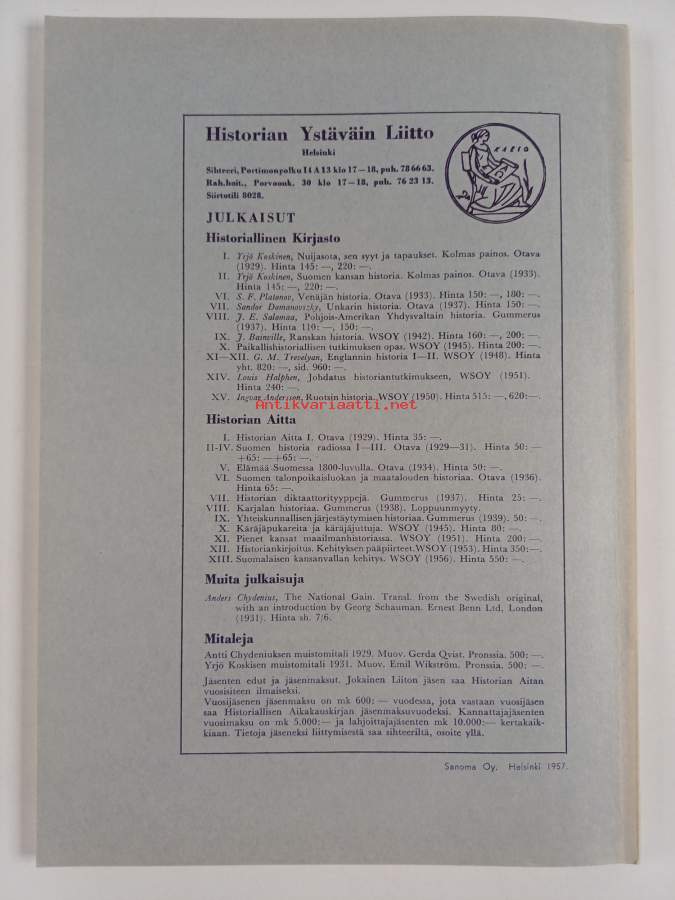 Historian Ystäväin Liitto
Helsinki
Sihteeri, Portimonpolku 14 A 13 klo 17—18, puh. 78 66 63.
Rah.hoit., Porvoonk. 30 klo 17—18, puh. 76 23 13.
Siirtotili 8028.
JULKAISUT
Historiallinen Kirjasto
I. Yrjö Koskinen, Nuijasota, sen syyt ja tapaukset. Kolmas painos. Otava
(1929). Hinta 145: —, 220: —.
II. Yrjö Koskinen, Suomen kansan historia. Kolmas painos. Otava (1933).
Hinta 145: —, 220: —.
VI. S. F. Platonov, Venäjän historia. Otava (1933). Hinta 150: —, 180: —.
VII. Sandor Domanovszky, Unkarin historia. Otava (1937). Hinta 150: —.
VIII. J. E. Salomaa, Pohjois-Amerikan Yhdysvaltain historia. Gummerus
(1937). Hinta 110: —, 150: —.
IX. J. Bainville, Ranskan historia. WSOY (1942). Hinta 160: —, 200: —.
X. Paikallishistoriallisen tutkimuksen opas. WSOY (1945). Hinta 200: —.
XI—XII. G. M. Trevelyan, Englannin historia I—II. WSOY (1948). Hinta
yht. 820: —, sid. 960: —.
XIV. Louis Halphen, Johdatus historiantutkimukseen, WSOY (1951).
Hinta 240: —.
XV. Ingvar Andersson, Ruotsin historia. WSOY (1950). Hinta 515: —, 620:—.
Antikvariaatti.net
Historian Aitta
I. Historian Aitta I. Otava (1929). Hinta 35: —.
II-IV. Suomen historia radiossa I—III. Otava (1929—31). Hinta 50: —
+65: —+65: —.
V. Elämää Suomessa 1800-luvulla. Otava (1934). Hinta 50: —.
VI. Suomen talonpoikaisluokan ja maatalouden historiaa. Otava (1936).
Hinta 65: —.
VII. Historian diktaattorityyppejä. Gummerus (1937). Hinta 25: —.
VIII. Karjalan historiaa. Gummerus (1938). Loppuunmyyty.
IX. Yhteiskunnallisen järjestäytymisen historiaa. Gummerus (1939). 50: —.
X. Käräjäpukareita ja käräjäjuttuja. WSOY (1945). Hinta 80: —.
XI. Pienet kansat maailmanhistoriassa. WSOY (1951). Hinta 200: —.
XII. Historiankirjoitus. Kehityksen pääpiirteet. WSOY (1953). Hinta 350:—.
XIII. Suomalaisen kansanvallan kehitys. WSOY (1956). Hinta 550: —.
Muita julkaisuja
Anders Chydenius, The National Gain. Transl. from the Swedish original,
with an introduction by Georg Schauman. Ernest Benn Ltd, London
(1931). Hinta sh. 7/6.
Mitaleja
Antti Chydeniuksen muistomitali 1929. Muov. Gerda Qvist. Pronssia. 500: —.
Yrjö Koskisen muistomitali 1931. Muov. Emil Wikström. Pronssia. 500: —.
Jäsenten edut ja jäsenmaksut. Jokainen Liiton jäsen saa Historian Aitan
vuosisiteen ilmaiseksi.
Vuosijäsenen jäsenmaksu on mk 600: — vuodessa, jota vastaan vuosijäsen
saa Historiallisen Aikakauskirjan jäsenmaksuvuodeksi. Kannattajajäsenten
vuosimaksu on mk 5.000:— ja lahjoittajajäsenten mk 10.000:— kertakaik-
kiaan. Tietoja jäseneksi liittymisestä saa sihteeriltä, osoite yllä.
Sanoma Oy. Helsinki 1957.